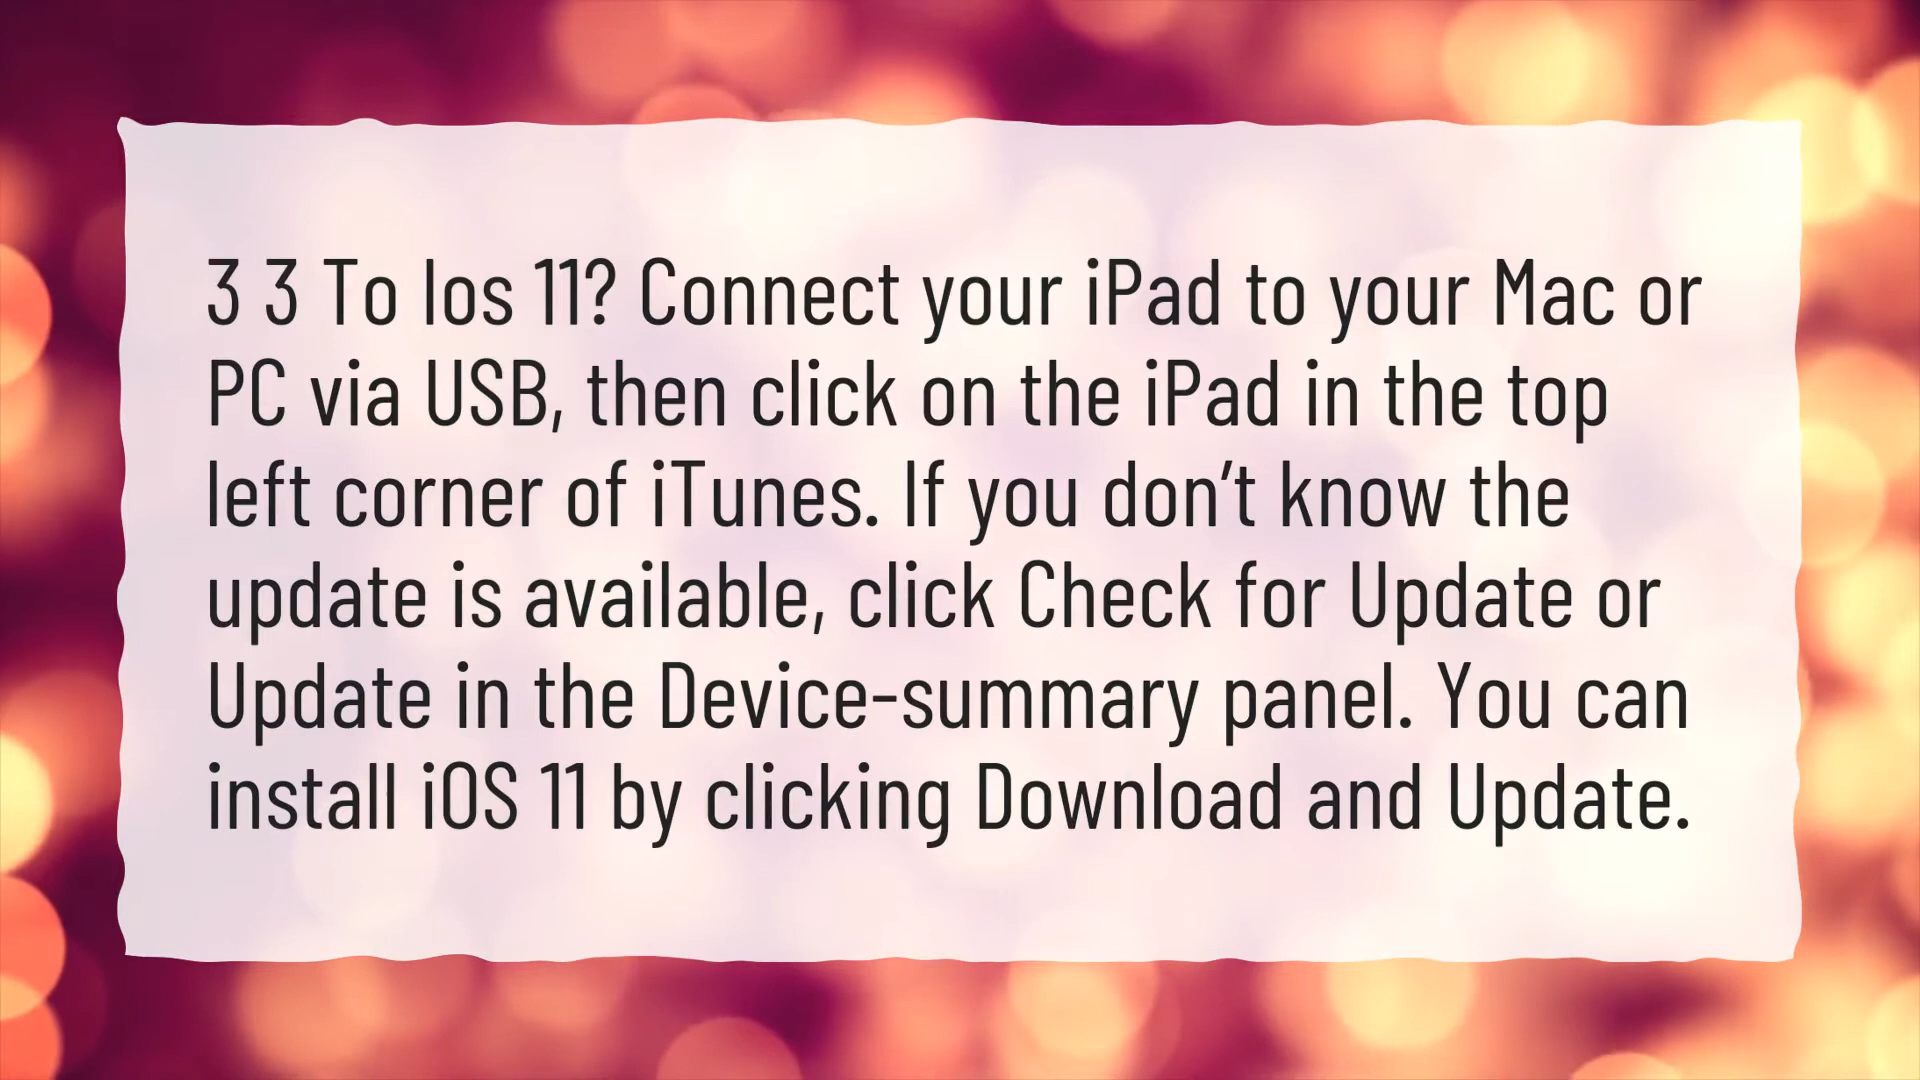 3 3 To Ios 11? Connect your iPad to your Mac or
PC via USB, then click on the iPad in the top
left corner of iTunes. If you don’t know the
update is available, click Check for Update or
Update in the Device-summary panel. You can
install iOS 11 by clicking Download and Update.